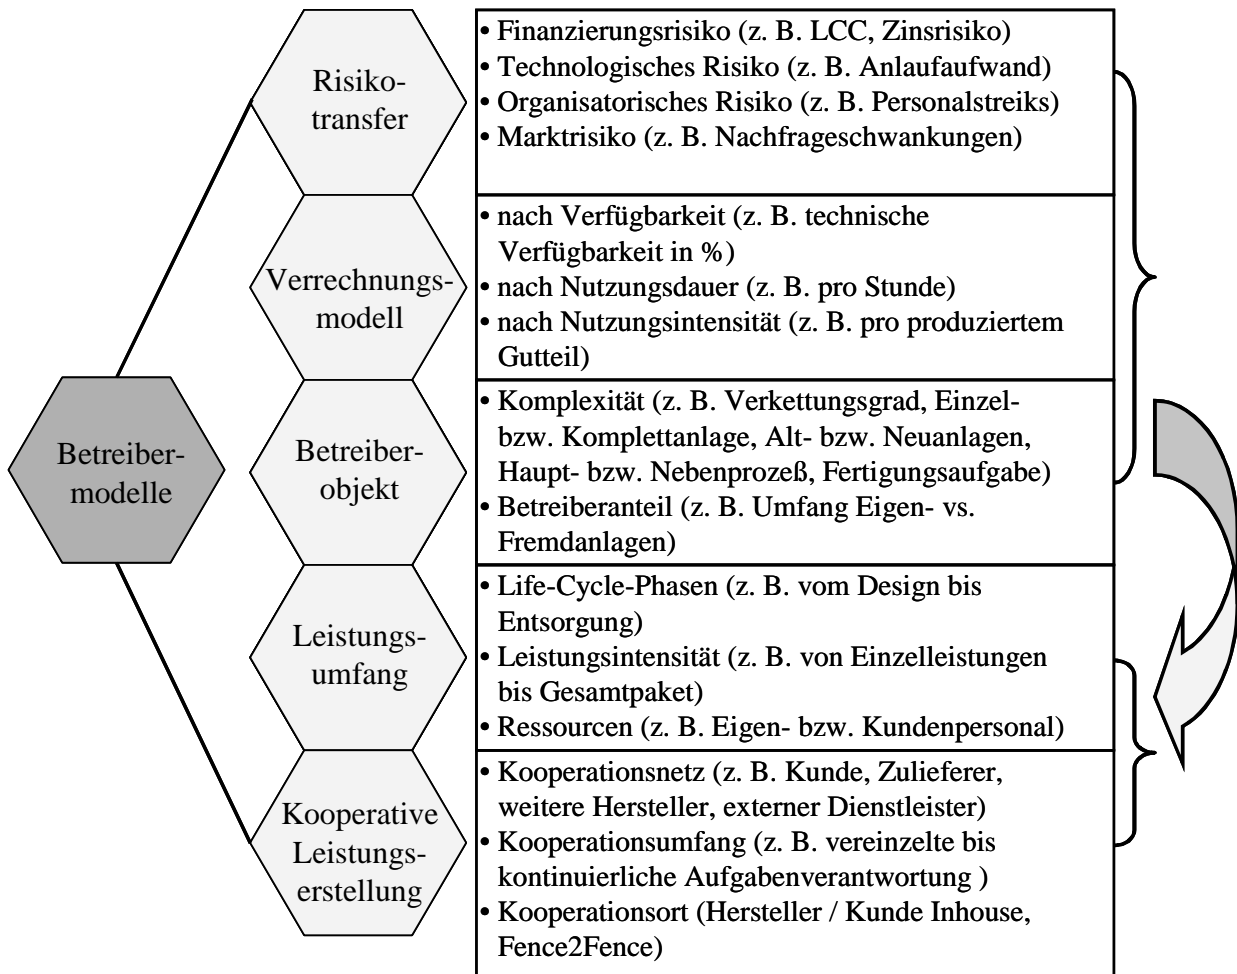 Betreiber-
modelle
Risiko-
transfer
• Finanzierungsrisiko (z. B. LCC, Zinsrisiko)
• Technologisches Risiko (z. B. Anlaufaufwand)
• Organisatorisches Risiko (z. B. Personalstreiks)
• Marktrisiko (z. B. Nachfrageschwankungen)
Verrechnungs-
modell
• nach Verfügbarkeit (z. B. technische
Verfügbarkeit in %)
• nach Nutzungsdauer (z. B. pro Stunde)
• nach Nutzungsintensität (z. B. pro produziertem
Gutteil)
Betreiber-
objekt
• Komplexität (z. B. Verkettungsgrad, Einzel-
bzw. Komplettanlage, Alt- bzw. Neuanlagen,
Haupt- bzw. Nebenprozeß, Fertigungsaufgabe)
• Betreiberanteil (z. B. Umfang Eigen- vs.
Fremdanlagen)
Leistungs-
umfang
• Life-Cycle-Phasen (z. B. vom Design bis
Entsorgung)
• Leistungsintensität (z. B. von Einzelleistungen
bis Gesamtpaket)
• Ressourcen (z. B. Eigen- bzw. Kundenpersonal)
Kooperative
Leistungs-
erstellung
• Kooperationsnetz (z. B. Kunde, Zulieferer,
weitere Hersteller, externer Dienstleister)
• Kooperationsumfang (z. B. vereinzelte bis
kontinuierliche Aufgabenverantwortung )
• Kooperationsort (Hersteller / Kunde Inhouse,
Fence2Fence)